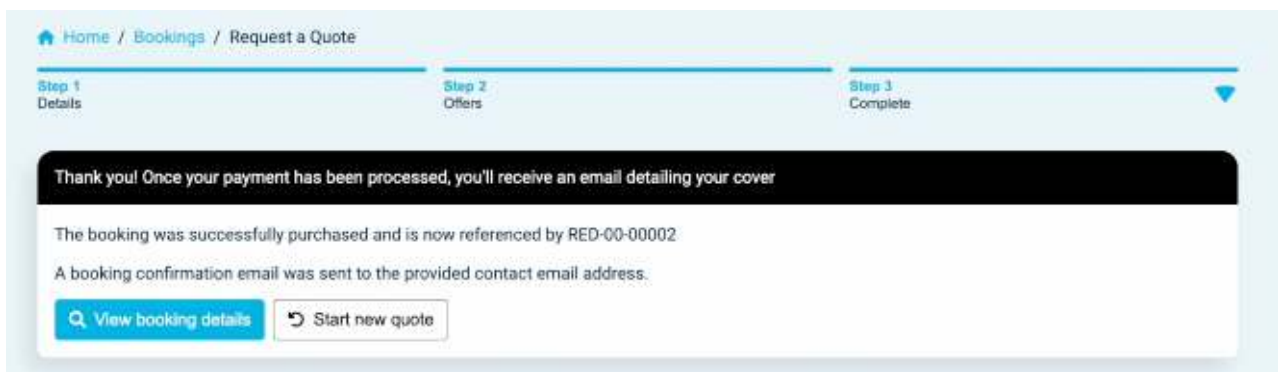 Home / Bookings / Request a Quote
Step 1
Details
Step 2
Offers
Step 3
Complete
Thank you! Once your payment has been processed, you'll receive an email detailing your cover
The booking was successfully purchased and is now referenced by RED-00-00002
A booking confirmation email was sent to the provided contact email address.
View booking details
Start new quote